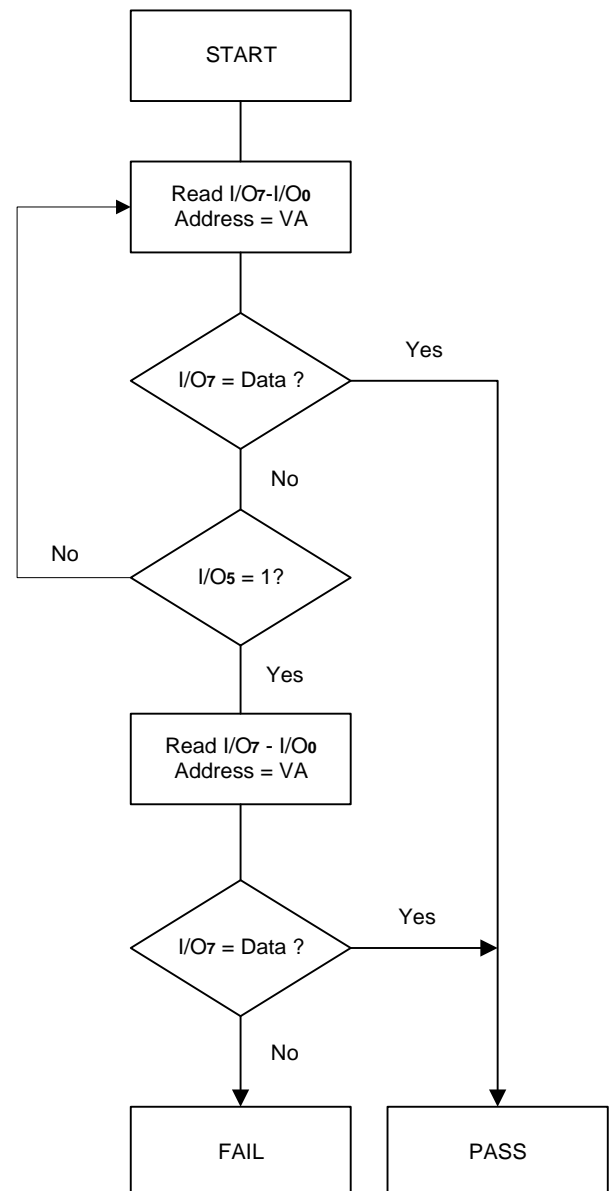 START
Read I/O7-I/O0
Address = VA
I/O7 = Data ?
Yes
No
No
I/O5 = 1?
Yes
Read I/O7 - I/O0
Address = VA
I/O7 = Data ?
Yes
No
FAIL
PASS